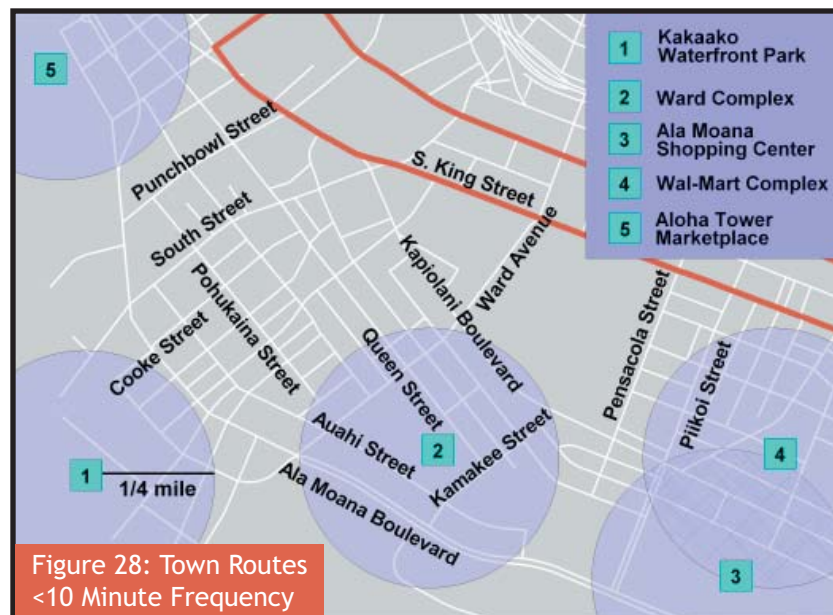 5
Punchbowl Street
South Street
Pohukaina Street
Cooke Street
S. King Street
Kapiolani Boulevard
Ward Avenue
Queen Street
Pensacola Street
Piikoi Street
Auahi Street
Kamakee Street
Ala Moana Boulevard
1
1/4 mile
2
4
3
1 Kakaako
Waterfront Park
2 Ward Complex
3 Ala Moana
Shopping Center
4 Wal-Mart Complex
5 Aloha Tower
Marketplace
Figure 28: Town Routes
<10 Minute Frequency